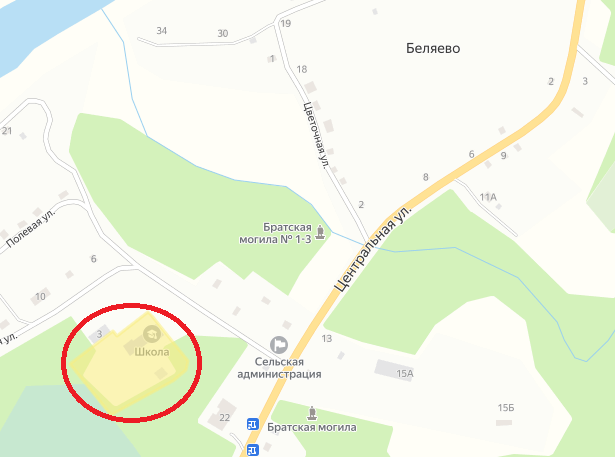 34
30
19
Беляево
1
18
2
3
Цветочная ул.
21
6
9
8
11А
2
Полевая ул.
Братская
могила № 1-3
Центральная ул.
6
10
ул.
3
Школа
13
Сельская
администрация
15А
22
15Б
Братская могила